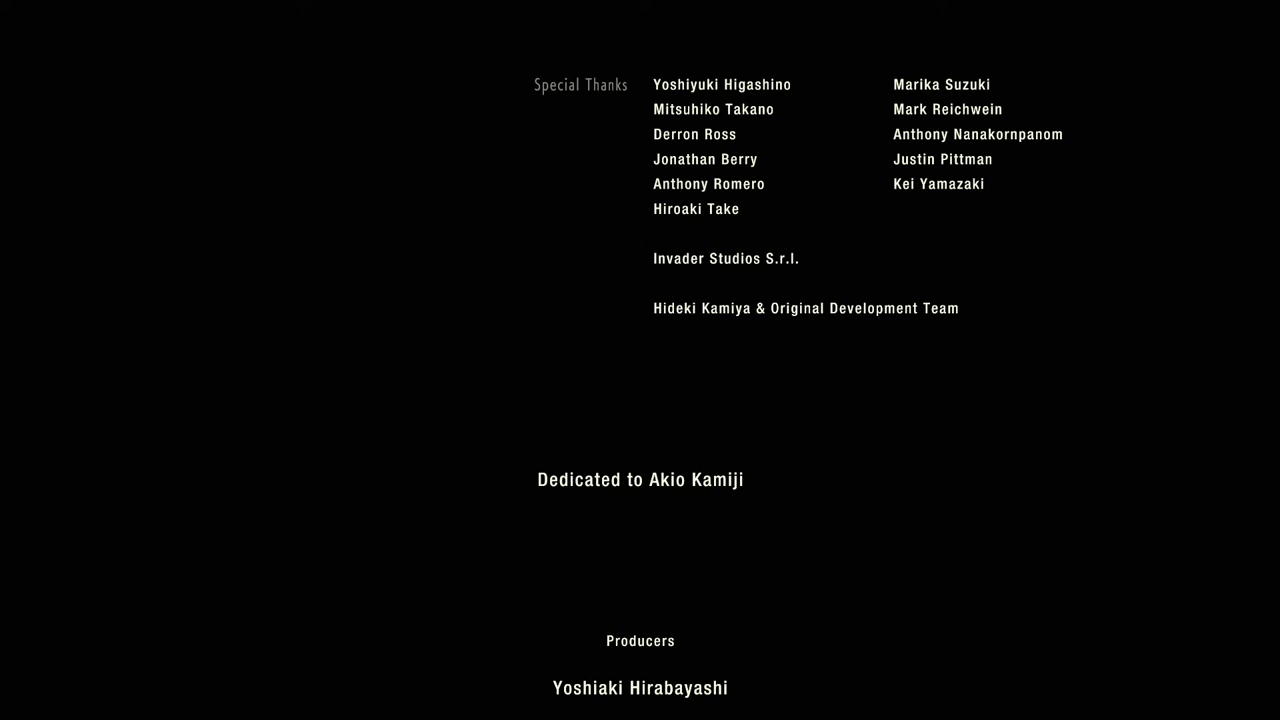 Special Thanks Yoshiyuki Higashino Marika Suzuki
Mitsuhiko Takano Mark Reichwein
Derron Ross Anthony Nanakornpanom
Jonathan Berry Justin Pittman
Anthony Romero Kei Yamazaki
Hiroaki Take
Invader Studios S.r.l.
Hideki Kamiya & Original Development Team
Dedicated to Akio Kamiji
Producers
Yoshiaki Hirabayashi